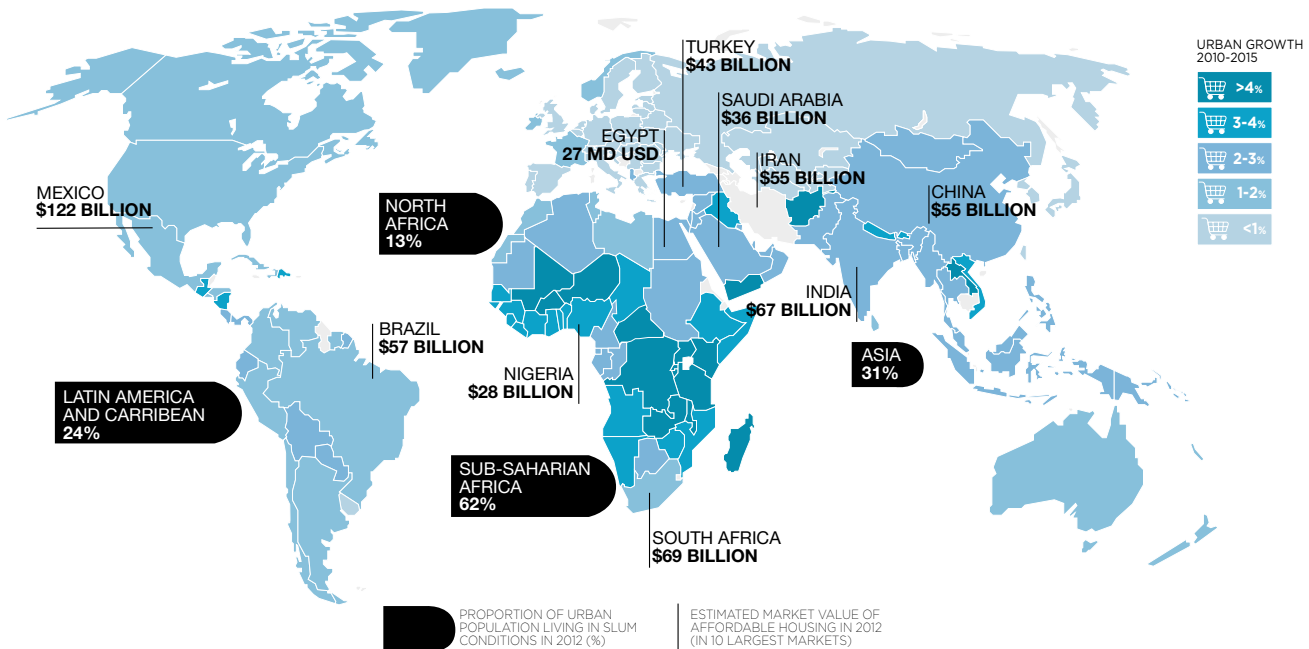 TURKEY
$43 BILLION
SAUDI ARABIA
$36 BILLION
EGYPT
27 MD USD
IRAN
$55 BILLION
CHINA
$55 BILLION
URBAN GROWTH
2010-2015
>4%
3-4%
2-3%
1-2%
<1%
MEXICO
$122 BILLION
NORTH
AFRICA
13%
INDIA
$67 BILLION
BRAZIL
$57 BILLION
NIGERIA
$28 BILLION
ASIA
31%
LATIN AMERICA
AND CARRIBEAN
24%
SUB-SAHARIAN
AFRICA
62%
SOUTH AFRICA
$69 BILLION
PROPORTION OF URBAN
POPULATION LIVING IN SLUM
CONDITIONS IN 2012 (%)
ESTIMATED MARKET VALUE OF
AFFORDABLE HOUSING IN 2012
(IN 10 LARGEST MARKETS)